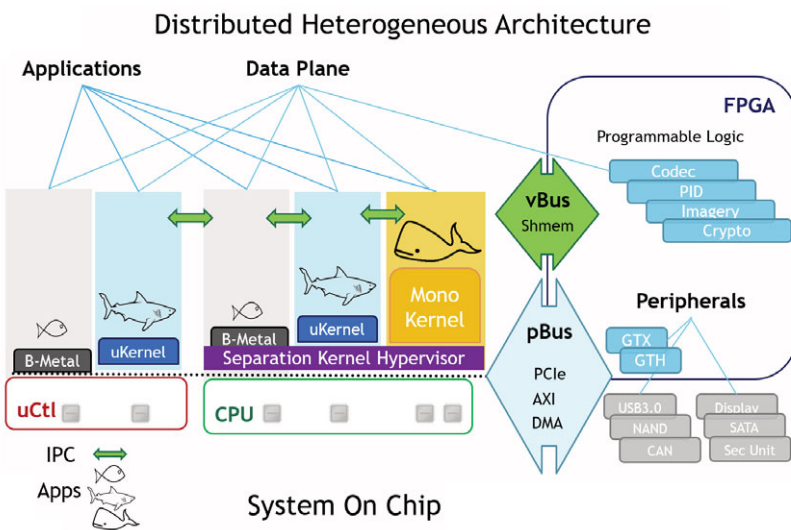 Distributed Heterogeneous Architecture
Applications
Data Plane
FPGA
Programmable Logic
Codec
PID
Imagery
Crypto
vBus
Shmem
Mono
Kernel
B-Metal
uKernel
B-Metal
uKernel
Separation Kernel Hypervisor
pBus
PCIe
AXI
DMA
Peripherals
GTX
GTH
USB3.0
NAND
CAN
Display
SATA
Sec Unit
uCtl
CPU
IPC
Apps
System On Chip